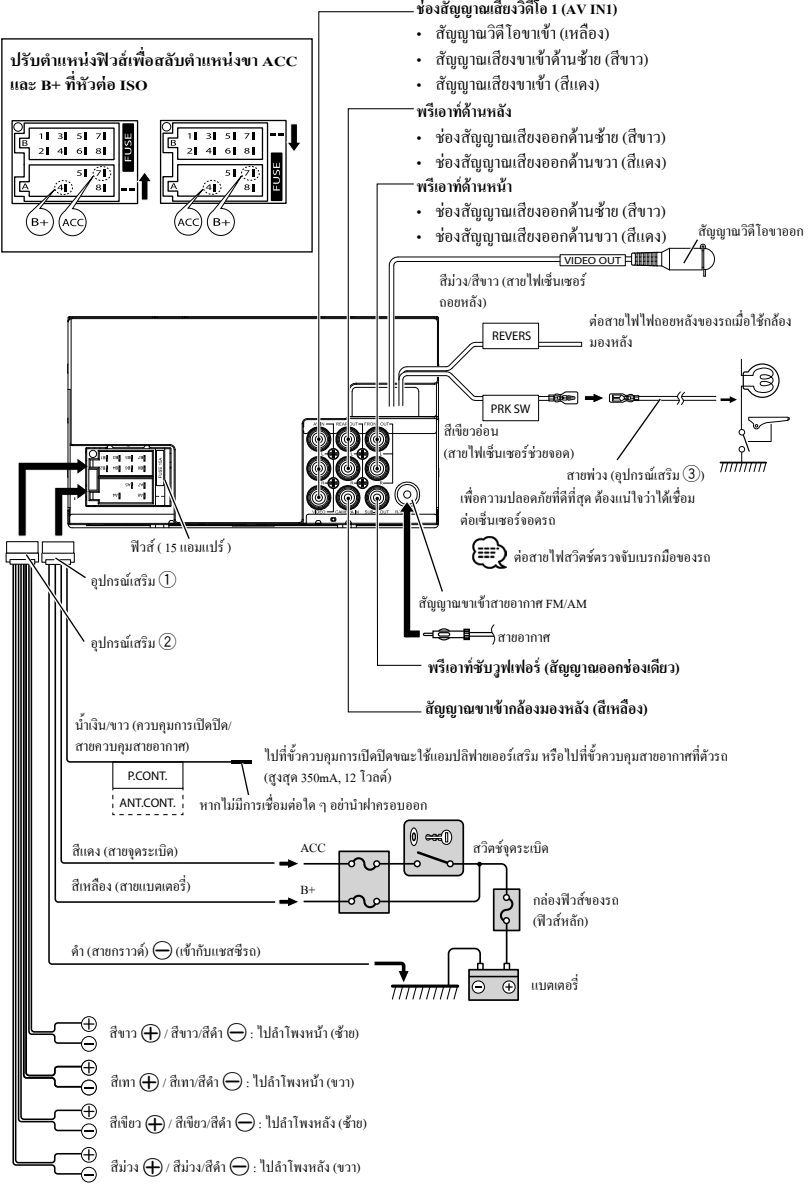 ช่องสัญญาณเสียงวิดีโอ 1 (AV IN1)
• สัญญาณวิดีโอขาเข้า (เหลือง)
• สัญญาณเสียงขาเข้าด้านซ้าย (สีขาว)
• สัญญาณเสียงขาเข้า (สีแดง)
พรีเอาท์ด้านหลัง
• ช่องสัญญาณเสียงออกด้านซ้าย (สีขาว)
• ช่องสัญญาณเสียงออกด้านขวา (สีแดง)
พรีเอาท์ด้านหน้า
• ช่องสัญญาณเสียงออกด้านซ้าย (สีขาว)
• ช่องสัญญาณเสียงออกด้านขวา (สีแดง)
ปรับตำแหน่งฟิวส์เพื่อสลับตำแหน่งขา ACC
และ B+ ที่หัวต่อ ISO
B 1 3 5 7
2 4 6 8
FUSE
5 7
A 4 8
B+ ACC
B 1 3 5 7
2 4 6 8
5 7
A 4 8
FUSE
ACC B+
สัญญาณวิดีโอขาออก
VIDEO OUT
สีม่วง/สีขาว (สายไฟเซ็นเซอร์
ถอยหลัง)
REVERS
ต่อสายไฟไฟถอยหลังของรถเมื่อใช้กล้อง
มองหลัง
PRK SW
สีเขียวอ่อน
(สายไฟเซ็นเซอร์ช่วยจอด)
สายพ่วง (อุปกรณ์เสริม ③)
เพื่อความปลอดภัยที่ดีที่สุด ต้องแน่ใจว่าได้เชื่อม
ต่อเซ็นเซอร์จอดรถ
ต่อสายไฟสวิตช์ตรวจจับเบรกมือของรถ
ฟิวส์ ( 15 แอมแปร์ )
อุปกรณ์เสริม ①
อุปกรณ์เสริม ②
สัญญาณขาเข้าสายอากาศ FM/AM
สายอากาศ
พรีเอาท์ซับวูฟเฟอร์ (สัญญาณออกช่องเดียว)
สัญญาณขาเข้ากล้องมองหลัง (สีเหลือง)
น้ำเงิน/ขาว (ควบคุมการเปิดปิด/
สายควบคุมสายอากาศ)
P.CONT.
ANT.CONT.
ไปที่ขั้วควบคุมการเปิดปิดขณะใช้แอมปลิฟายเออร์เสริม หรือไปที่ขั้วควบคุมสายอากาศที่ตัวรถ
(สูงสุด 350mA, 12 โวลต์)
หากไม่มีการเชื่อมต่อใด ๆ อย่านำฝาครอบออก
สีแดง (สายจุดระเบิด)
ACC
สวิตช์จุดระเบิด
สีเหลือง (สายแบตเตอรี่)
B+
กล่องฟิวส์ของรถ
(ฟิวส์หลัก)
ดำ (สายกราวด์) ⊖ (เข้ากับแชสซีรถ)
แบตเตอรี่
สีขาว ⊕ / สีขาว/สีดำ ⊖ : ไปลำโพงหน้า (ซ้าย)
สีเทา ⊕ / สีเทา/สีดำ ⊖ : ไปลำโพงหน้า (ขวา)
สีเขียว ⊕ / สีเขียว/สีดำ ⊖ : ไปลำโพงหลัง (ซ้าย)
สีม่วง ⊕ / สีม่วง/สีดำ ⊖ : ไปลำโพงหลัง (ขวา)